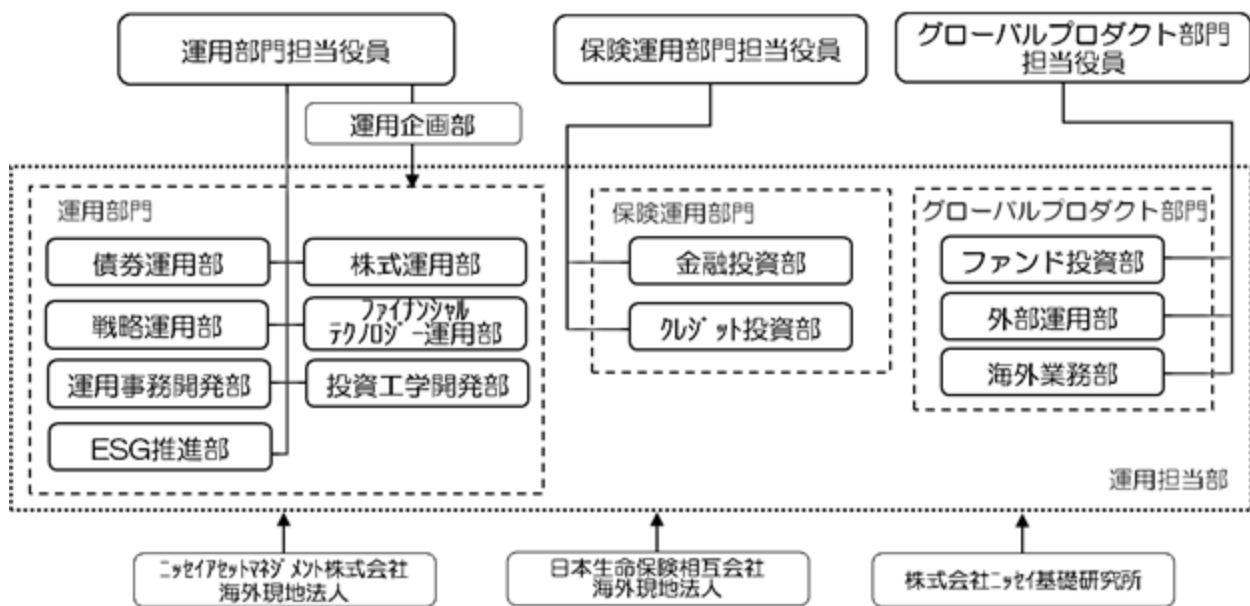 運用部門担当役員
保険運用部門担当役員
グローバルプロダクト部門
担当役員
運用企画部
運用部門
債券運用部
株式運用部
戦略運用部
ファイナンシャル
テクノロジー運用部
運用事務開発部
投資工学開発部
ESG推進部
保険運用部門
金融投資部
クレジット投資部
グローバルプロダクト部門
ファンド投資部
外部運用部
海外業務部
運用担当部
ニッセイアセットマネジメント株式会社
海外現地法人
日本生命保険相互会社
海外現地法人
株式会社ニッセイ基礎研究所